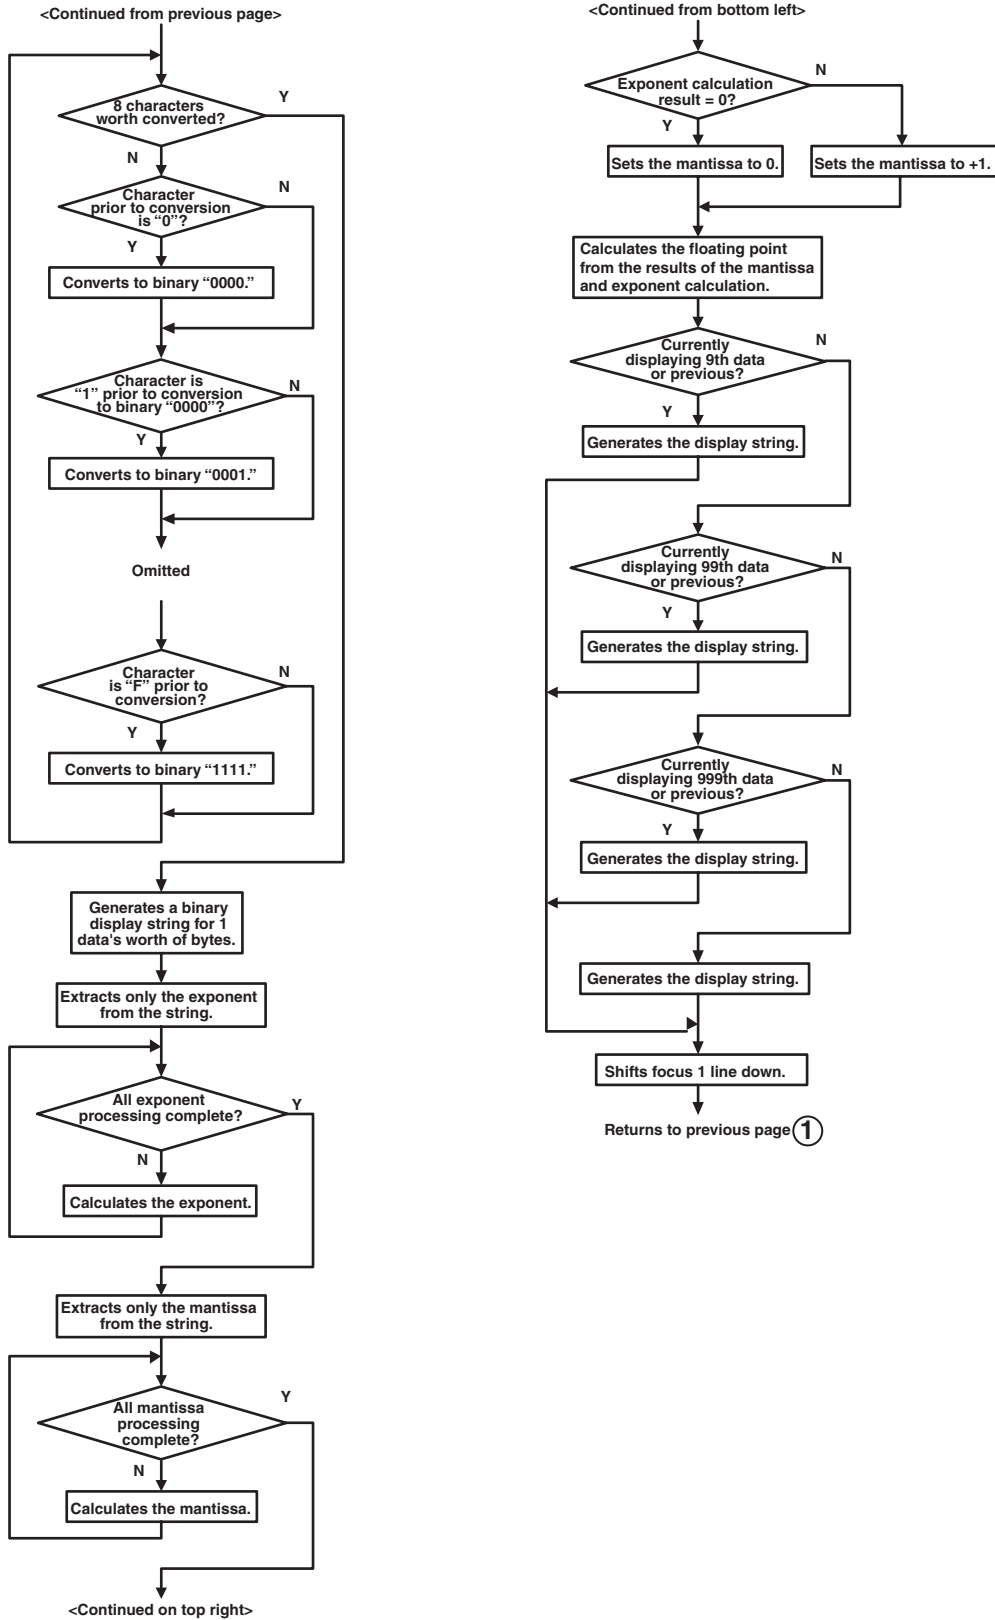 <Continued from previous page>
8 characters
worth converted?
Y
N
Character
prior to conversion
is “0”?
N
Y
Converts to binary “0000.”
Character is
“1” prior to conversion
to binary “0000”?
N
Y
Converts to binary “0001.”
Omitted
Character
is “F” prior to
conversion?
N
Y
Converts to binary “1111.”
Generates a binary
display string for 1
data's worth of bytes.
Extracts only the exponent
from the string.
All exponent
processing complete?
Y
N
Calculates the exponent.
Extracts only the mantissa
from the string.
All mantissa
processing
complete?
Y
N
Calculates the mantissa.
<Continued on top right>
<Continued from bottom left>
Exponent calculation
result = 0?
N
Y
Sets the mantissa to 0.
Sets the mantissa to +1.
Calculates the floating point
from the results of the mantissa
and exponent calculation.
Currently
displaying 9th data
or previous?
N
Y
Generates the display string.
Currently
displaying 99th data
or previous?
N
Y
Generates the display string.
Currently
displaying 999th data
or previous?
N
Y
Generates the display string.
Generates the display string.
Shifts focus 1 line down.
Returns to previous page 1